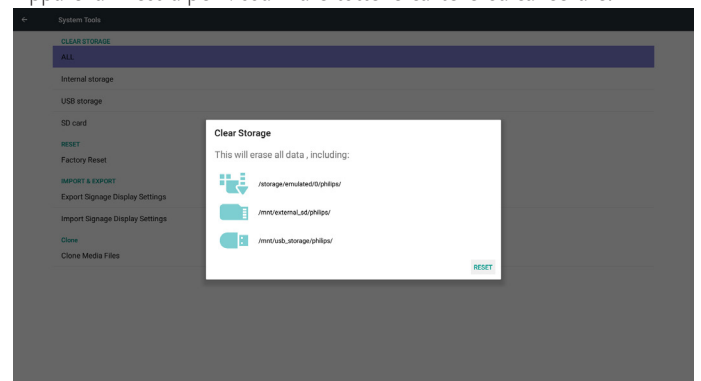 System Tools
CLEAR STORAGE
ALL
Internal storage
USB storage
SD card
RESET
Factory Reset
IMPORT & EXPORT
Export Signage Display Settings
Import Signage Display Settings
Clone
Clone Media Files
Clear Storage
This will erase all data , including:
/storage/emulated/0/philips/
/mnt/external_sd/philips/
/mnt/usb_storage/philips/
RESET